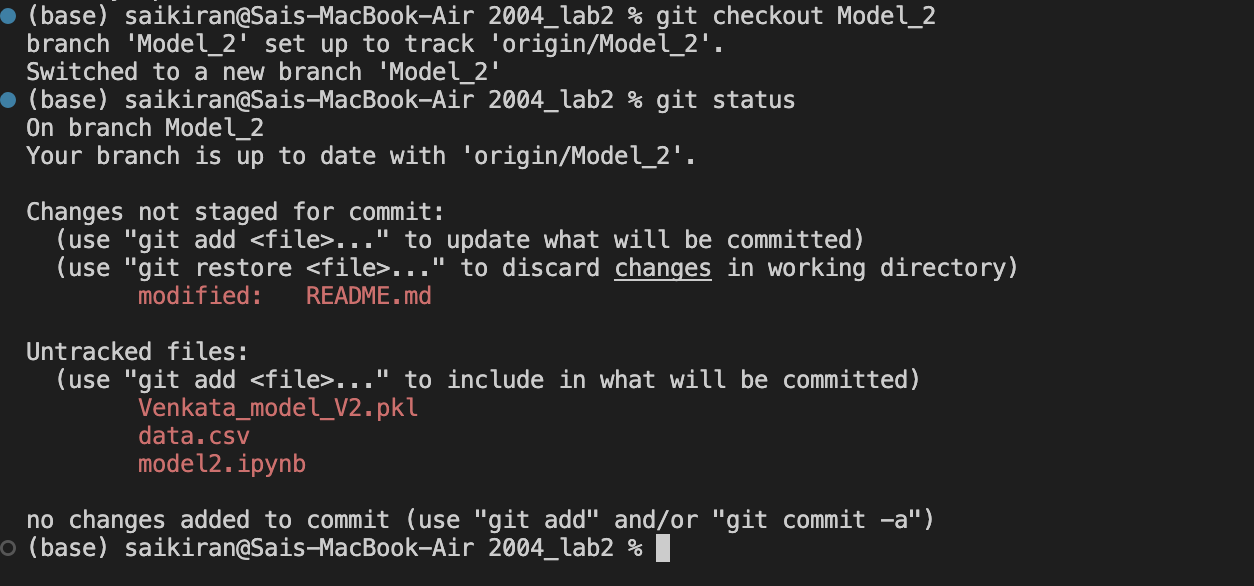 (base) saikiran@Sais-MacBook-Air 2004_lab2 % git checkout Model_2
branch 'Model_2' set up to track 'origin/Model_2'.
Switched to a new branch 'Model_2'
(base) saikiran@Sais-MacBook-Air 2004_lab2 % git status
On branch Model_2
Your branch is up to date with 'origin/Model_2'.

Changes not staged for commit:
  (use "git add <file>..." to update what will be committed)
  (use "git restore <file>..." to discard changes in working directory)
        modified:   README.md

Untracked files:
  (use "git add <file>..." to include in what will be committed)
        Venkata_model_V2.pkl
        data.csv
        model2.ipynb

no changes added to commit (use "git add" and/or "git commit -a")
(base) saikiran@Sais-MacBook-Air 2004_lab2 %